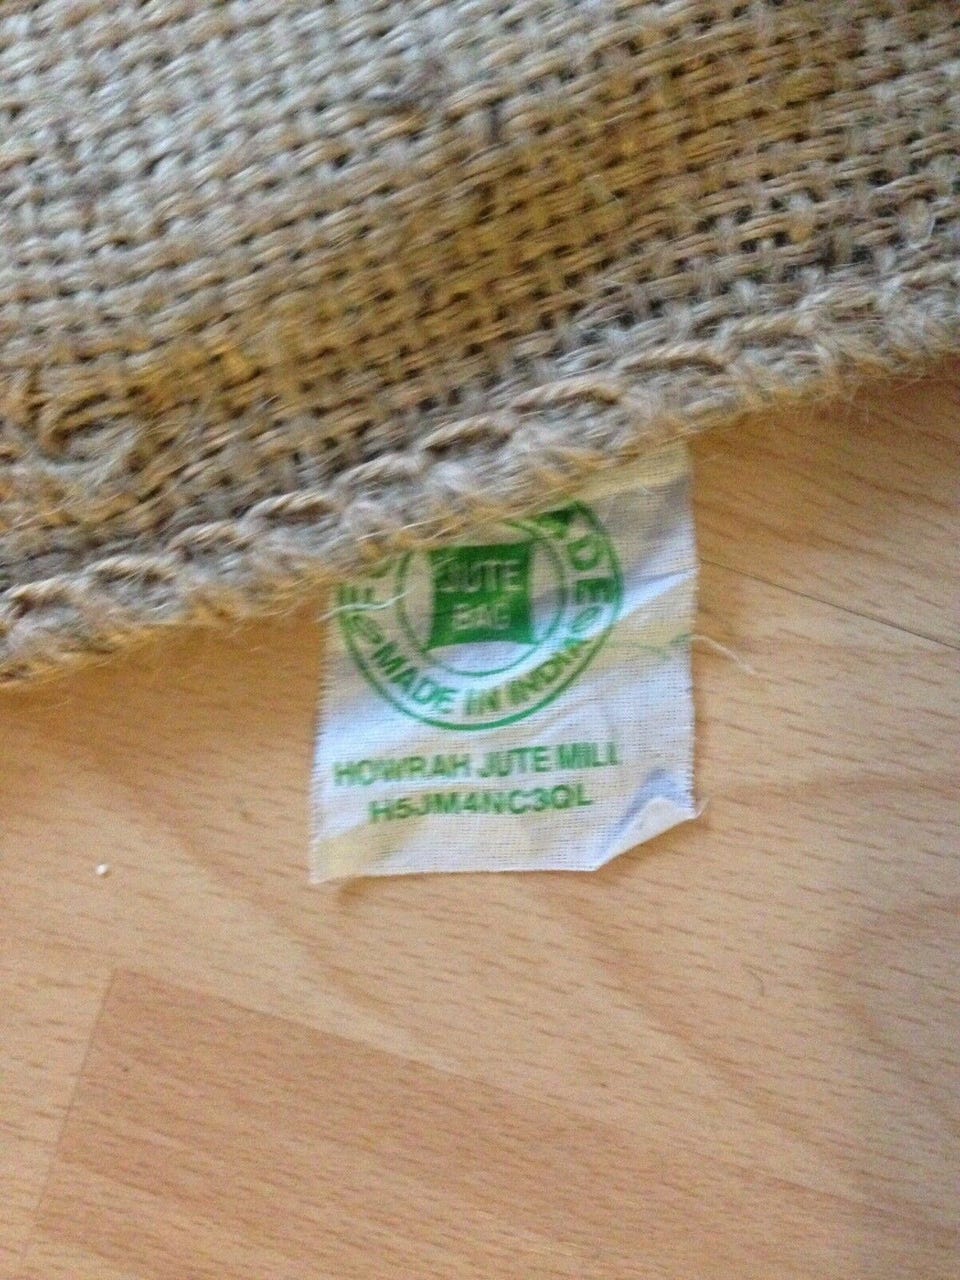 JUTE
BAG
MADE IN INDIA
HOWRAH JUTE MILL
H5JM4NC3QL